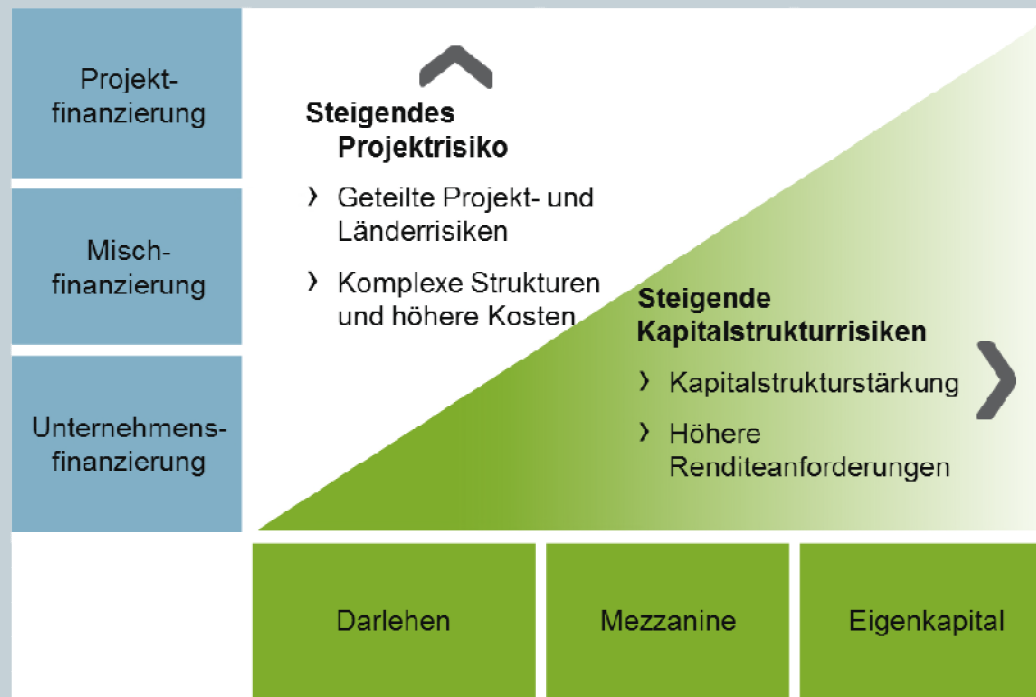 Projekt-
finanzierung
Steigendes
Projektrisiko
› Geteilte Projekt- und
Länderrisiken
› Komplexe Strukturen
und höhere Kosten
Misch-
finanzierung
Steigende
Kapitalstrukturrisiken
› Kapitalstrukturstärkung
› Höhere
Renditeanforderungen
Unternehmens-
finanzierung
Darlehen
Mezzanine
Eigenkapital